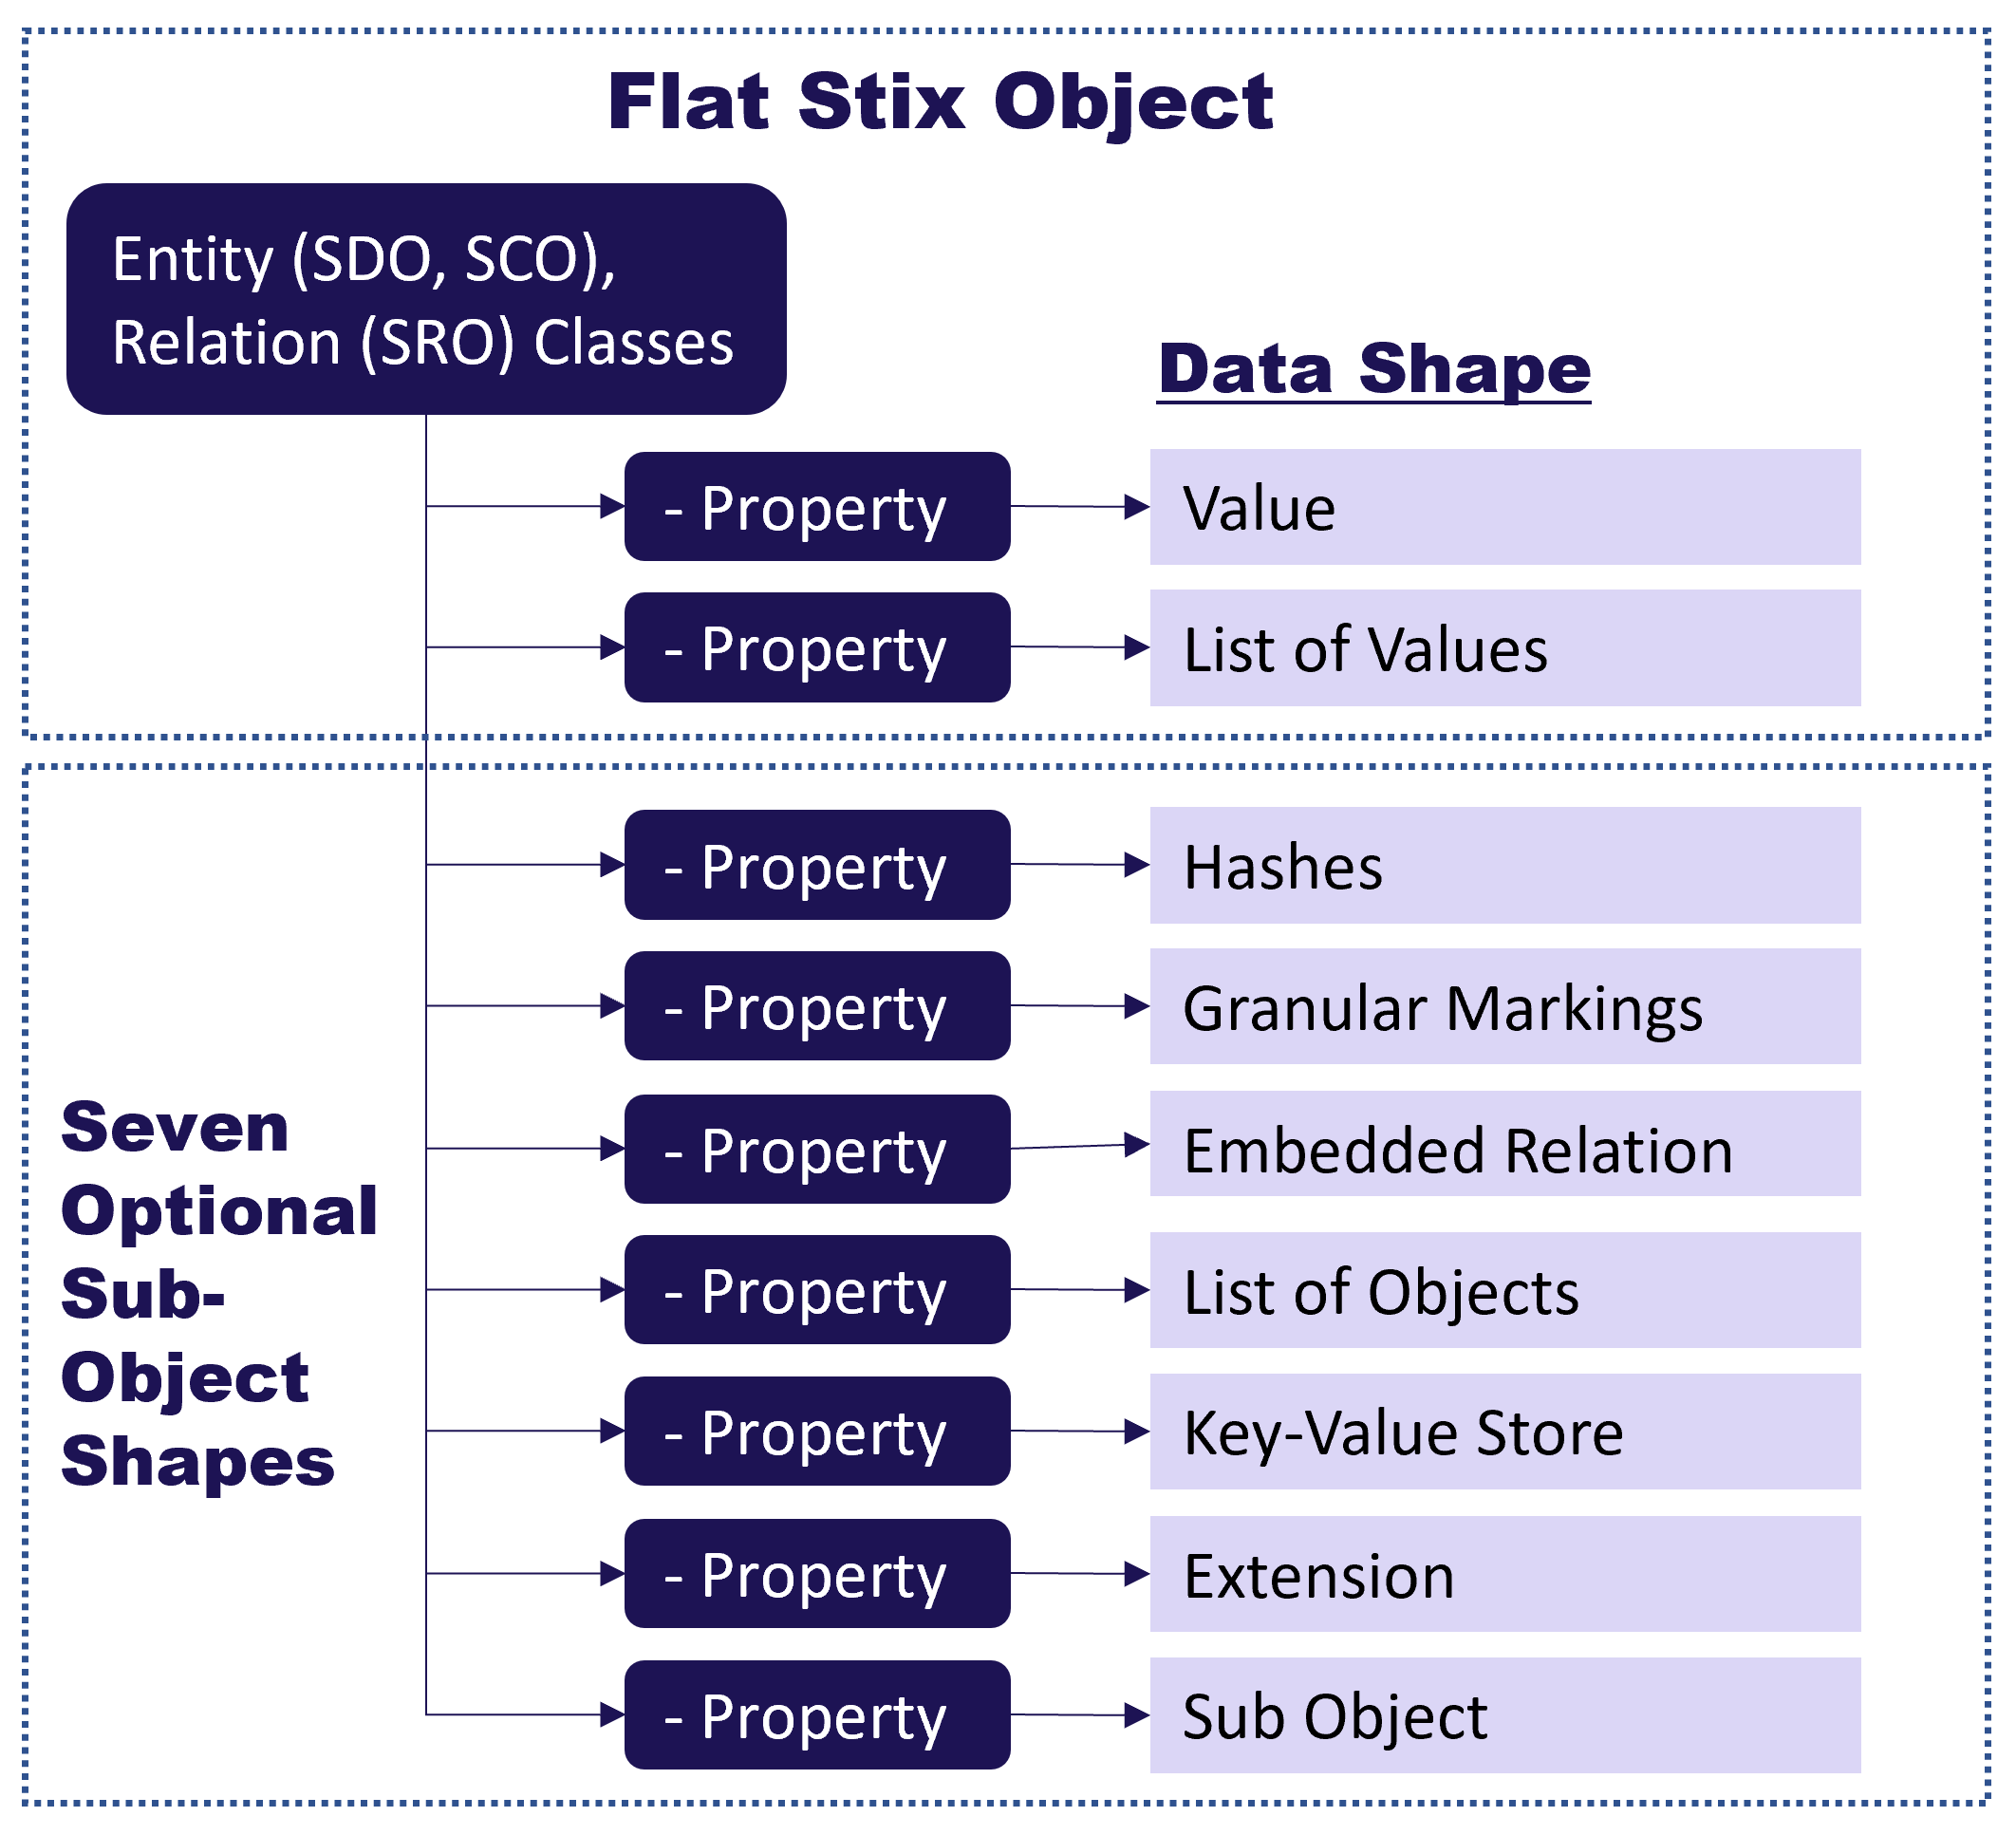 Flat Stix Object
Entity (SDO, SCO),
Relation (SRO) Classes
Data Shape
- Property
Value
- Property
List of Values
Seven
Optional
Sub-
Object
Shapes
- Property
Hashes
- Property
Granular Markings
- Property
Embedded Relation
- Property
List of Objects
- Property
Key-Value Store
- Property
Extension
- Property
Sub Object